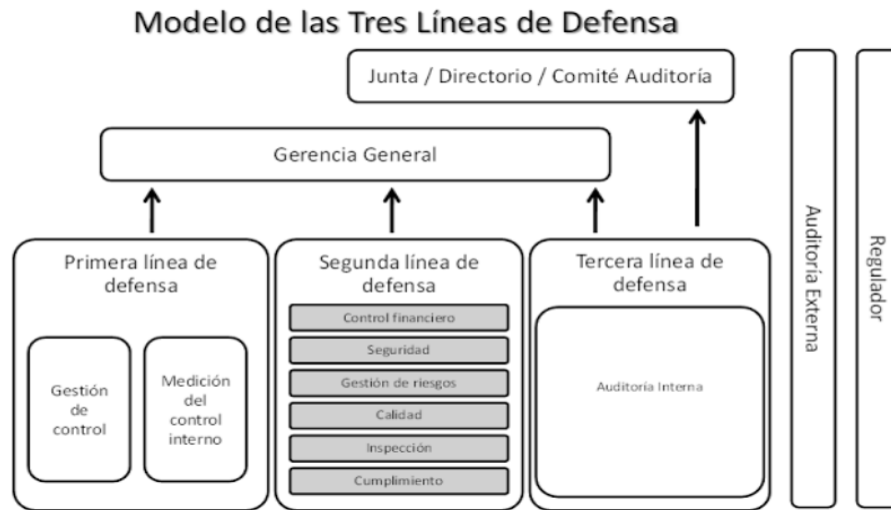 Modelo de las Tres Líneas de Defensa
Junta / Directorio / Comité Auditoría
Gerencia General
Primera línea de
defensa
Gestión
de
control
Medición
del
control
interno
Segunda línea de
defensa
Control financiero
Seguridad
Gestión de riesgos
Calidad
Inspección
Cumplimiento
Tercera línea de
defensa
Auditoría Interna
Auditoría Externa
Regulador